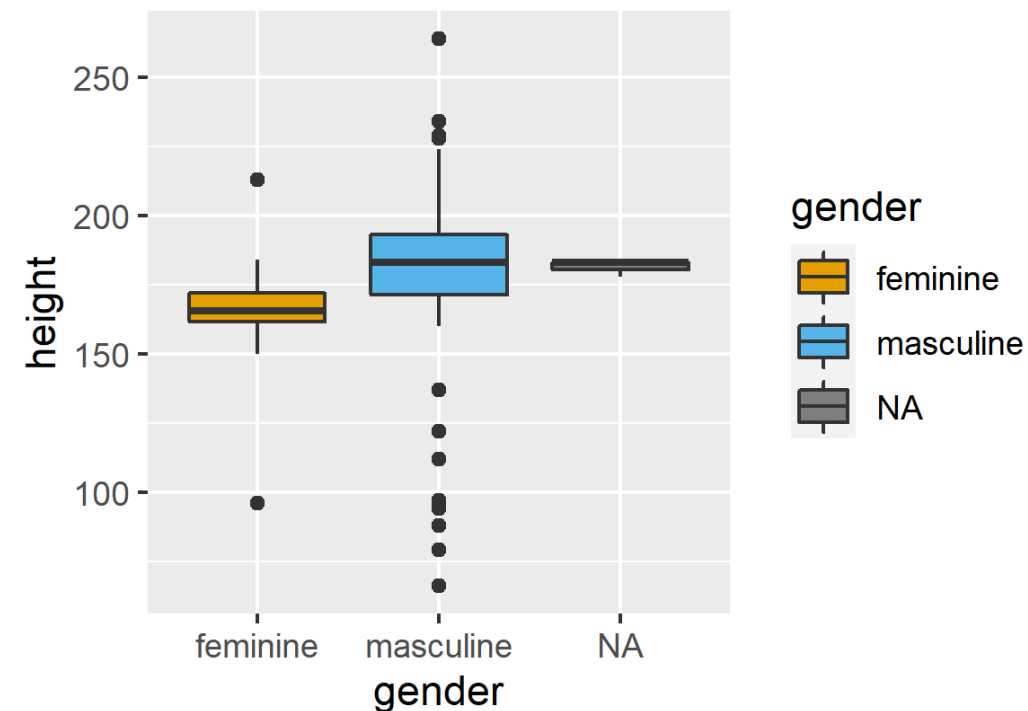 250
200
150
100
height
feminine
masculine
NA
gender
gender
feminine
masculine
NA